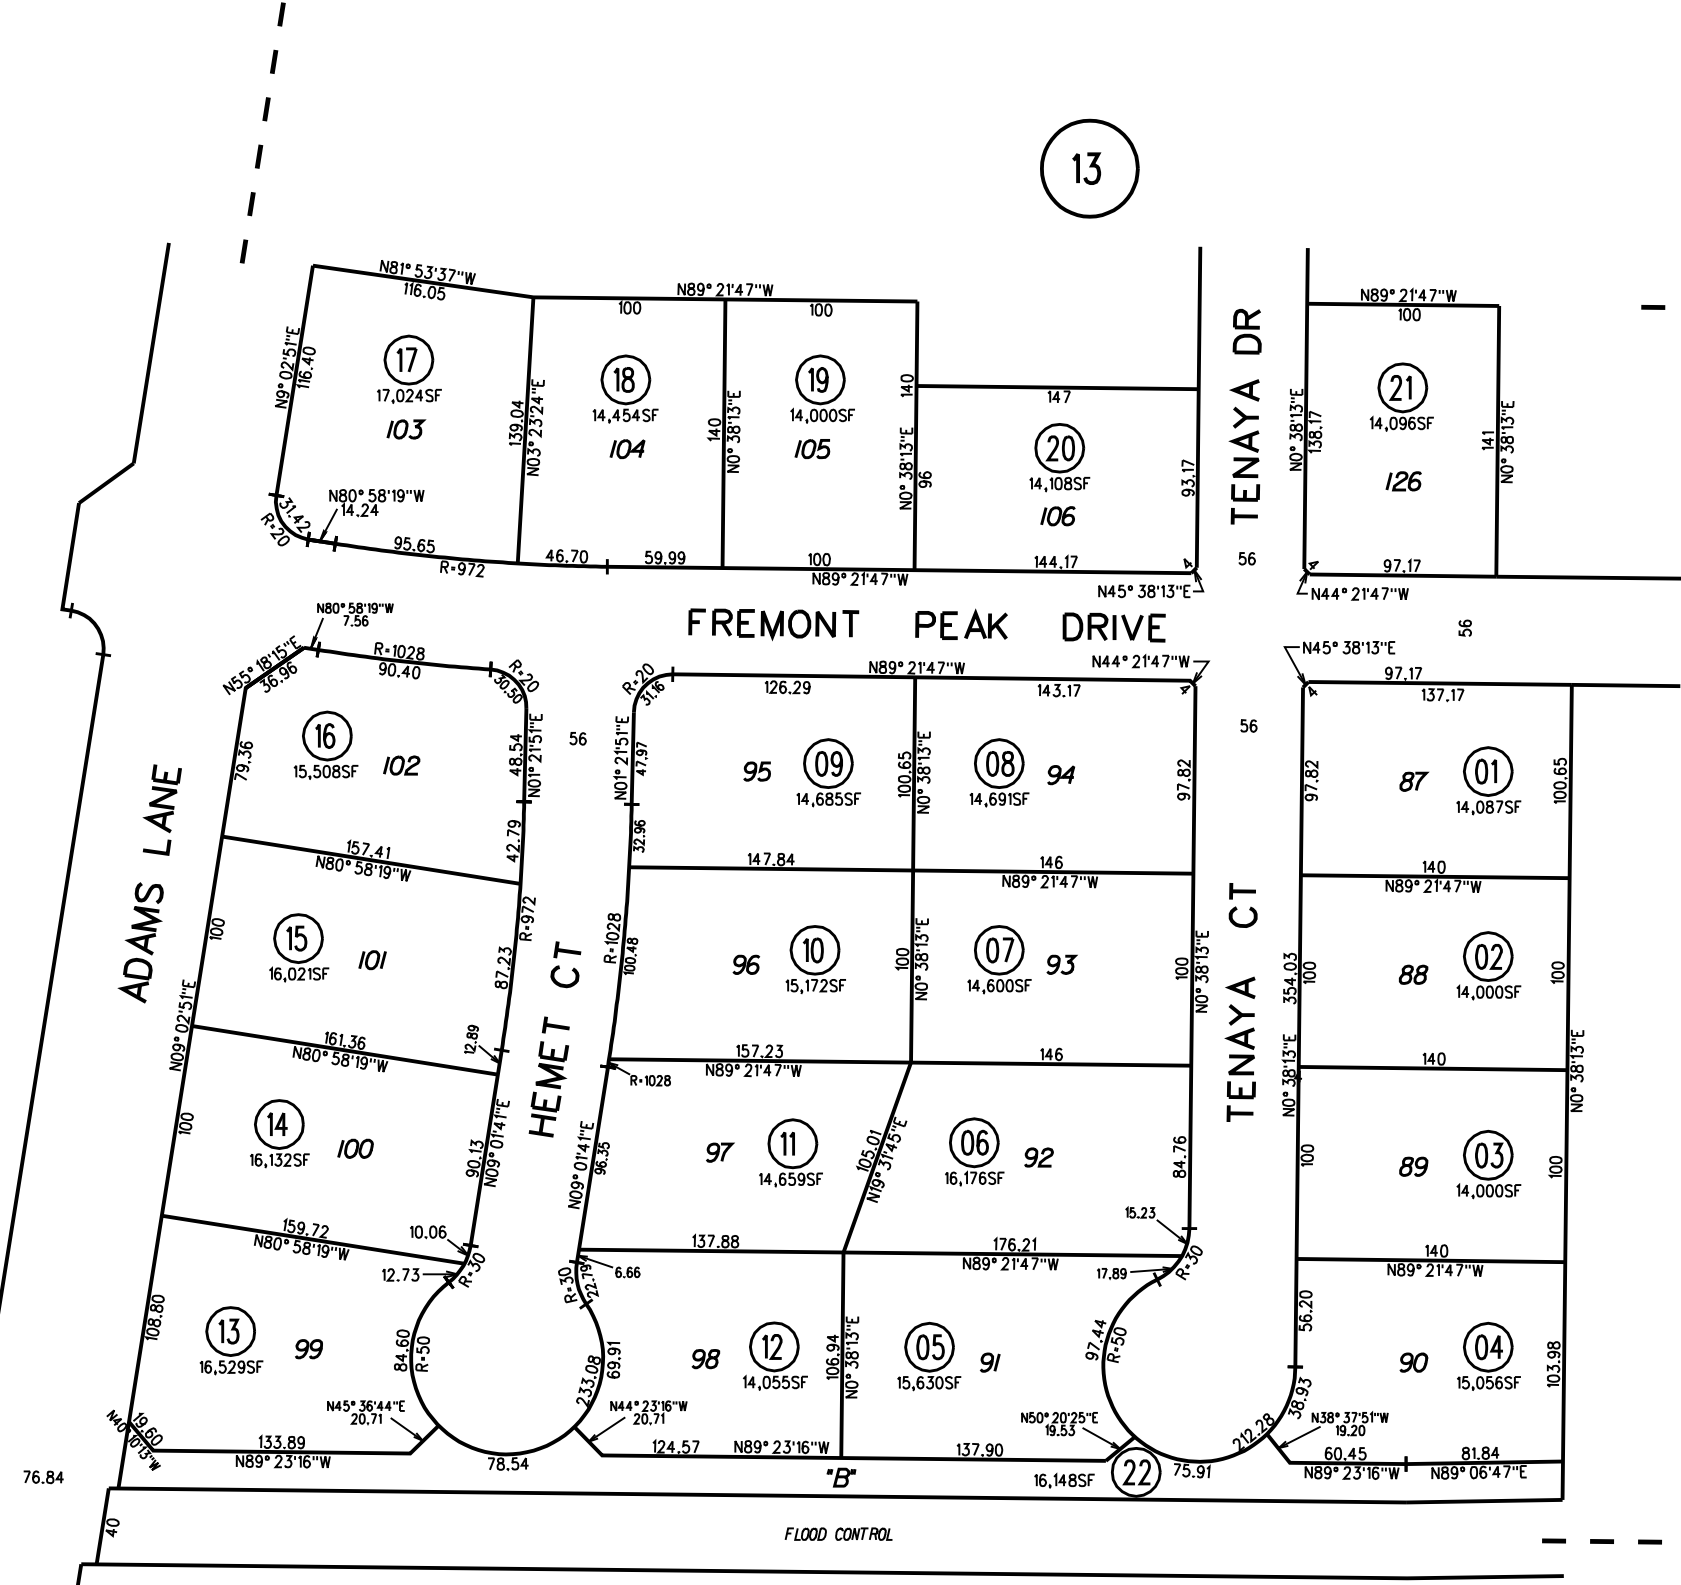 13
N81° 53'37"W
116.05
N89° 21'47"W
100
100
N89° 21'47"W
100
N9° 02'51"E
116.40
17
17,024SF
103
139.04
N03° 23'24"E
18
14,454SF
104
140
N0° 38'13"E
19
14,000SF
105
140
N0° 38'13"E
96
147
20
14,108SF
106
93.17
TENAYA DR
N0° 38'13"E
138.17
21
14,096SF
126
141
N0° 38'13"E
31.42
R=20
N80° 58'19"W
14.24
95.65
R=972
46.70
59.99
100
N89° 21'47"W
144.17
4
N45° 38'13"E
56
4
97.17
N44° 21'47"W
FREMONT PEAK DRIVE
56
N80° 58'19"W
7.56
N55° 18'15"E
36.96
R=1028
90.40
R=20
30.50
R=20
31.16
N89° 21'47"W
126.29
143.17
N44° 21'47"W
4
N45° 38'13"E
4
97.17
137.17
79.36
16
15,508SF
102
48.54
N01° 21'51"E
56
N01° 21'51"E
47.97
95
09
14,685SF
100.65
N0° 38'13"E
08
14,691SF
94
97.82
56
97.82
87
01
14,087SF
100.65
ADAMS LANE
42.79
32.96
157.41
N80° 58'19"W
147.84
146
N89° 21'47"W
140
N89° 21'47"W
100
15
16,021SF
101
R=972
87.23
R=1028
100.48
96
10
15,172SF
100
N0° 38'13"E
07
14,600SF
93
100
N0° 38'13"E
TENAYA CT
354.03
N0° 38'13"E
100
88
02
14,000SF
100
N09° 02'51"E
HEMET CT
12.89
161.36
N80° 58'19"W
R=1028
157.23
N89° 21'47"W
146
140
N0° 38'13"E
100
14
16,132SF
100
90.13
N09° 01'41"E
N09° 01'41"E
96.35
97
11
14,659SF
105.01
N19° 31'45"E
06
16,176SF
92
84.76
100
89
03
14,000SF
100
159.72
N80° 58'19"W
10.06
12.73
R=30
R=30
22.79
6.66
137.88
176.21
N89° 21'47"W
15.23
17.89
R=30
140
N89° 21'47"W
108.80
13
16,529SF
99
84.60
R=50
233.08
69.91
98
12
14,055SF
106.94
N0° 38'13"E
05
15,630SF
91
97.44
R=50
56.20
90
04
15,056SF
103.98
38.93
212.28
N40° 10'13"W
19.60
133.89
N89° 23'16"W
N45° 36'44"E
20.71
78.54
N44° 23'16"W
20.71
124.57
N89° 23'16"W
137.90
N50° 20'25"E
19.53
75.91
N38° 37'51"W
19.20
60.45
N89° 23'16"W
81.84
N89° 06'47"E
76.84
"B"
16,148SF
22
40
FLOOD CONTROL